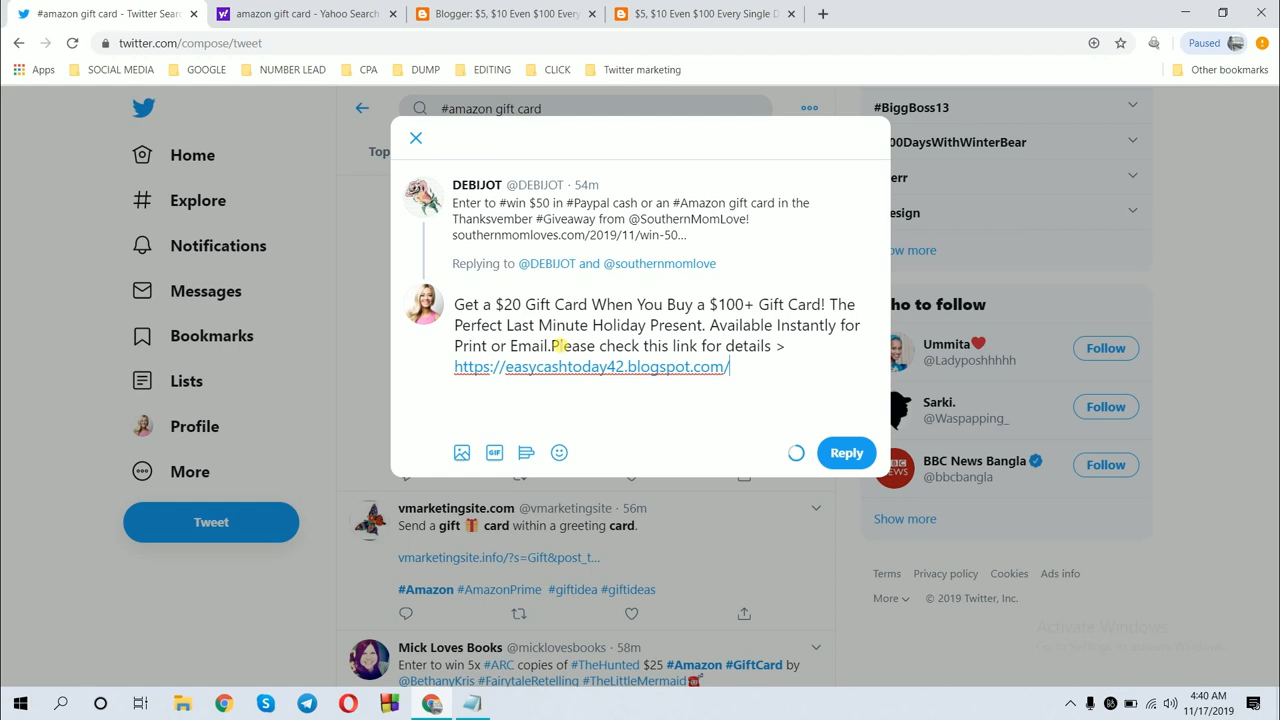 #amazon gift card - Twitter Searc
amazon gift card - Yahoo Search
Blogger: $5, $10 Even $100 Every
$5, $10 Even $100 Every Single D
twitter.com/compose/tweet
Paused
Apps
SOCIAL MEDIA
GOOGLE
NUMBER LEAD
CPA
DUMP
EDITING
CLICK
Twitter marketing
Other bookmarks
Home
Explore
Notifications
Messages
Bookmarks
Lists
Profile
More
Tweet
#amazon gift card
Top
DEBIJOT @DEBIJOT · 54m
Enter to #win $50 in #Paypal cash or an #Amazon gift card in the
Thanksvember #Giveaway from @SouthernMomLove!
southernmomloves.com/2019/11/win-50...
Replying to @DEBIJOT and @southernmomlove
Get a $20 Gift Card When You Buy a $100+ Gift Card! The
Perfect Last Minute Holiday Present. Available Instantly for
Print or Email.Please check this link for details >
https://easycashtoday42.blogspot.com/
GIF
Reply
vmarketingsite.com @vmarketingsite · 56m
Send a gift card within a greeting card.
vmarketingsite.info/?s=Gift&post_t...
#Amazon #AmazonPrime #giftidea #giftideas
Mick Loves Books @micklovesbooks · 58m
Enter to win 5x #ARC copies of #TheHunted $25 #Amazon #GiftCard by
@BethanyKris #FairytaleRetelling #TheLittleMermaid
#BiggBoss13
00DaysWithWinterBear
err
esign
ow more
ho to follow
Ummita
@Ladyposhhhh
Follow
Sarki.
@Waspapping_
Follow
BBC News Bangla
@bbcbangla
Follow
Show more
Terms Privacy policy Cookies Ads info
More © 2019 Twitter, Inc.
Activate Windows
Go to Settings to activate Windows.
4:40 AM
11/17/2019